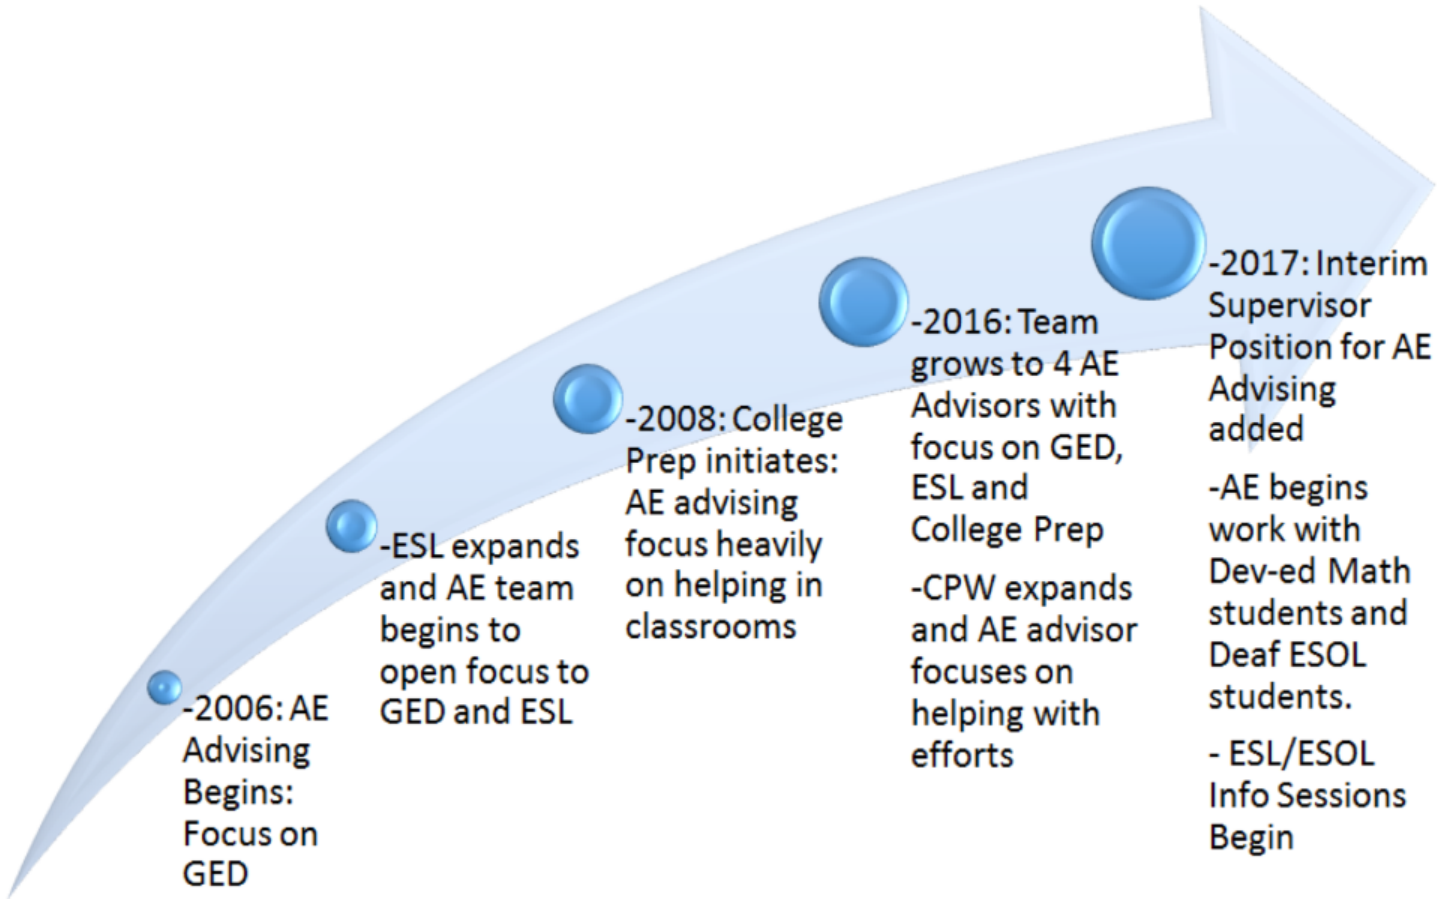 -2006: AE
Advising
Begins:
Focus on
GED
-ESL expands
and AE team
begins to
open focus to
GED and ESL
-2008: College
Prep initiates:
AE advising
focus heavily
on helping in
classrooms
-2016: Team
grows to 4 AE
Advisors with
focus on GED,
ESL and
College Prep
-CPW expands
and AE advisor
focuses on
helping with
efforts
-2017: Interim
Supervisor
Position for AE
Advising
added
-AE begins
work with
Dev-ed Math
students and
Deaf ESOL
students.
- ESL/ESOL
Info Sessions
Begin